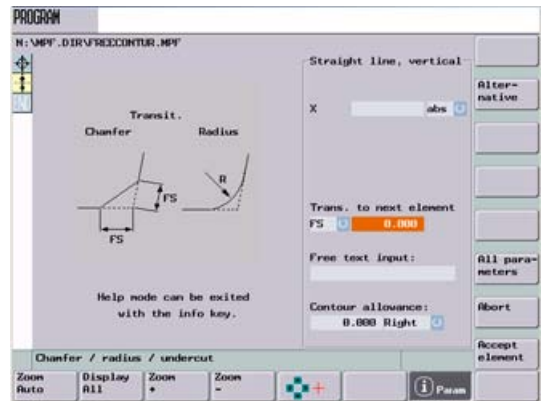 PROGRAM
N:\MPF.DIR\FREECONTUR.MPF
Straight line, vertical
X abs
Transit.
Chamfer Radius
R
FS
FS
Trans. to next element
FS 0.000
Free text input:
Help mode can be exited
with the info key.
Contour allowance:
0.000 Right
Chamfer / radius / undercut
Alter-
native
All para-
meters
Abort
Accept
element
Zoom
Auto
Display
All
Zoom
+
Zoom
-
i Param